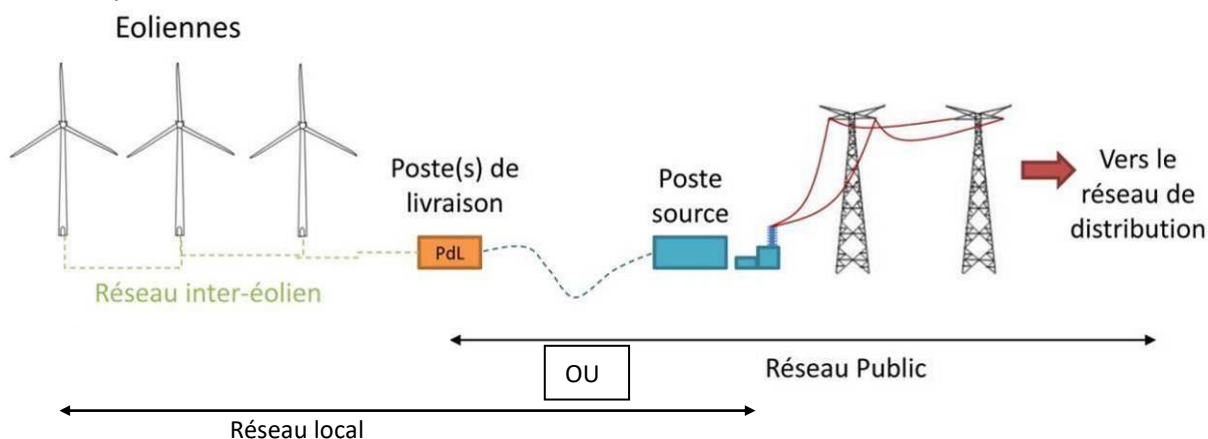 Eoliennes
Poste(s) de
livraison
Poste
source
Vers le
réseau de
distribution
PdL
Réseau inter-éolien
OU
Réseau Public
Réseau local